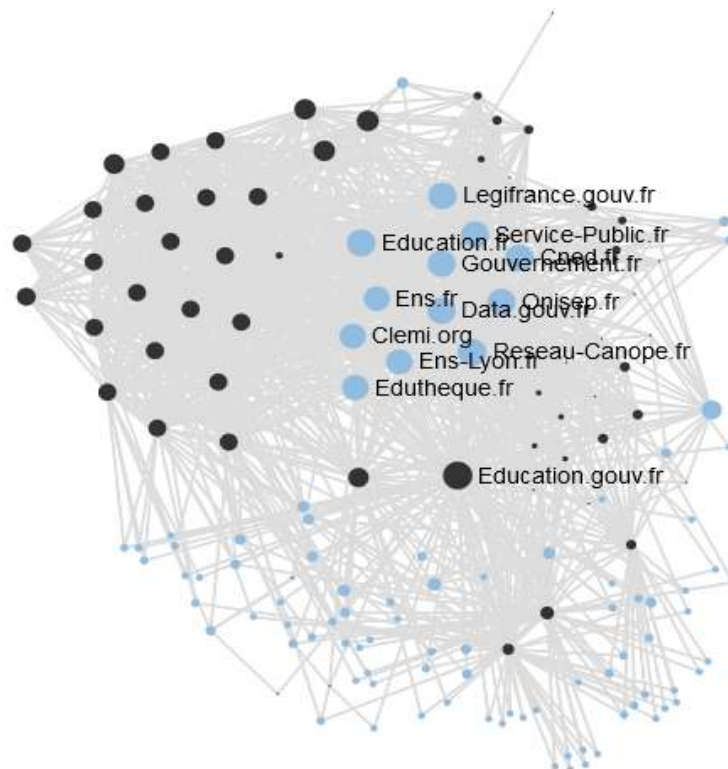 Legifrance.gouv.fr
Service-Public.fr
Education.fr
Cned.fr
Gouvernement.fr
Ens.fr
Onisep.fr
Data.gouv.fr
Clemi.org
Reseau-Canope.fr
Ens-Lyon.fr
Edutheque.fr
Education.gouv.fr